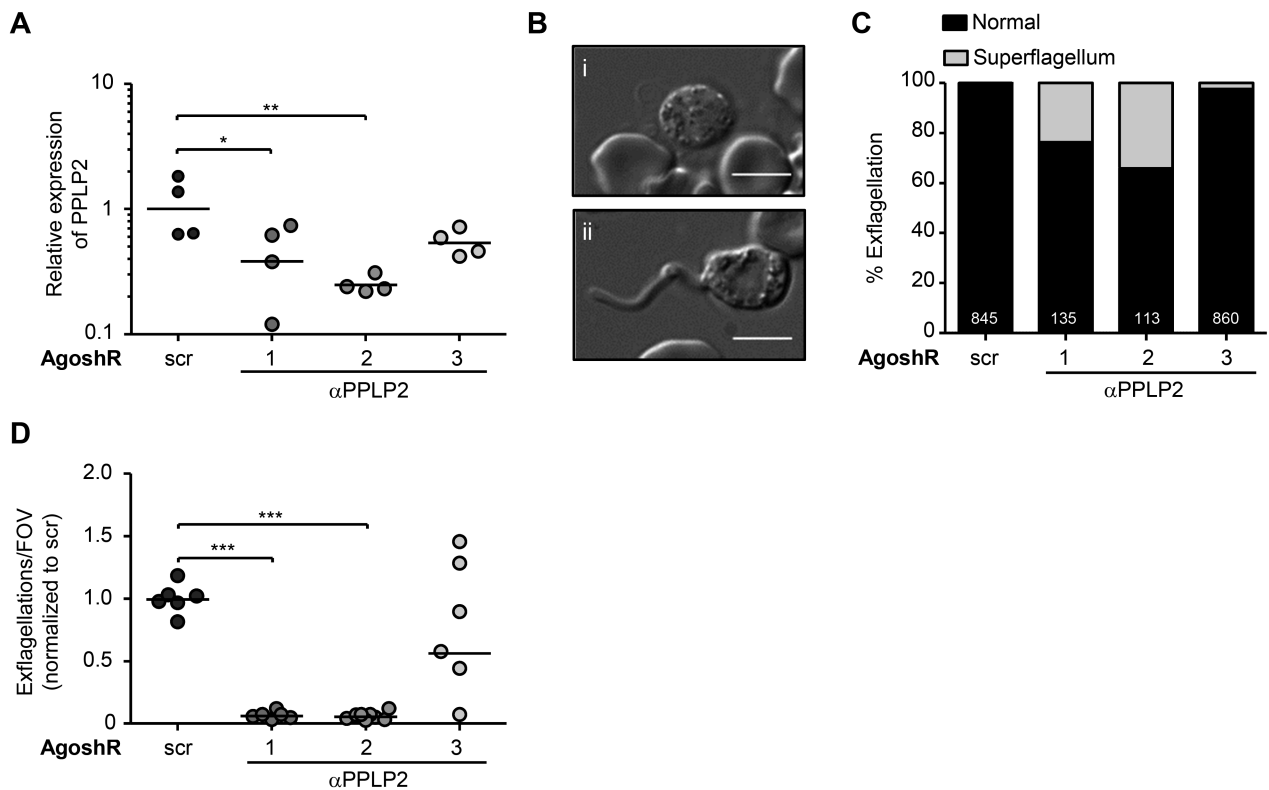 A
Relative expression
of PPLP2
10
1
0.1
**
*
AgoshR
scr
1
2
3
αPPLP2
B
i
ii
C
Normal
Superflagellum
% Exflagellation
100
80
60
40
20
0
845
135
113
860
AgoshR
scr
1
2
3
αPPLP2
D
Exflagellations/FOV
(normalized to scr)
2.0
1.5
1.0
0.5
0
***
***
AgoshR
scr
1
2
3
αPPLP2